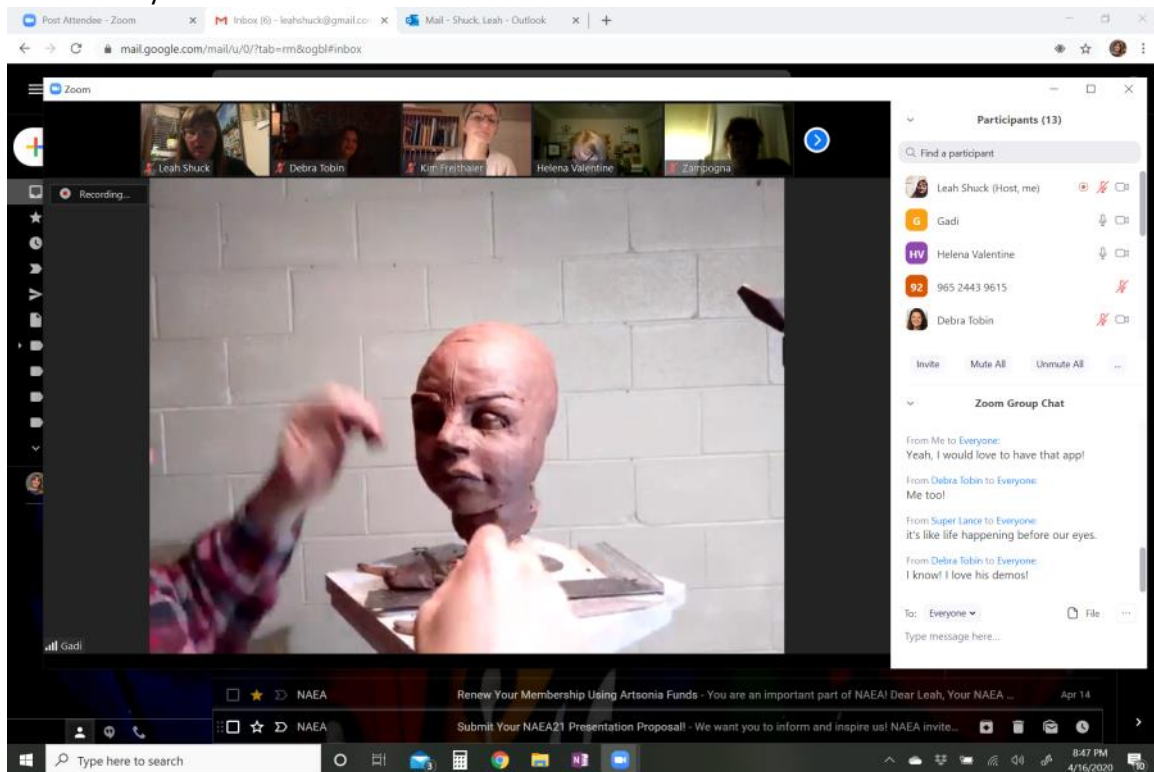 Post Attendee - Zoom
Inbox (6) - leahshuck@gmail.co
Mail - Shuck, Leah - Outlook
mail.google.com/mail/u/0/?tab=rm&ogbl#inbox
Zoom
Leah Shuck
Debra Tobin
Kim Freithaler
Helena Valentine
Zampogna
Recording...
Gadi
Participants (13)
Find a participant
Leah Shuck (Host, me)
G Gadi
HV Helena Valentine
92 965 2443 9615
Debra Tobin
Invite Mute All Unmute All ...
Zoom Group Chat
From Me to Everyone:
Yeah, I would love to have that app!
From Debra Tobin to Everyone:
Me too!
From Super Lance to Everyone:
it's like life happening before our eyes.
From Debra Tobin to Everyone:
I know! I love his demos!
To: Everyone File ...
Type message here...
NAEA Renew Your Membership Using Artsonia Funds - You are an important part of NAEA! Dear Leah, Your NAEA ... Apr 14
NAEA Submit Your NAEA21 Presentation Proposal! - We want you to inform and inspire us! NAEA invite...
Type here to search
8:47 PM
4/16/2020